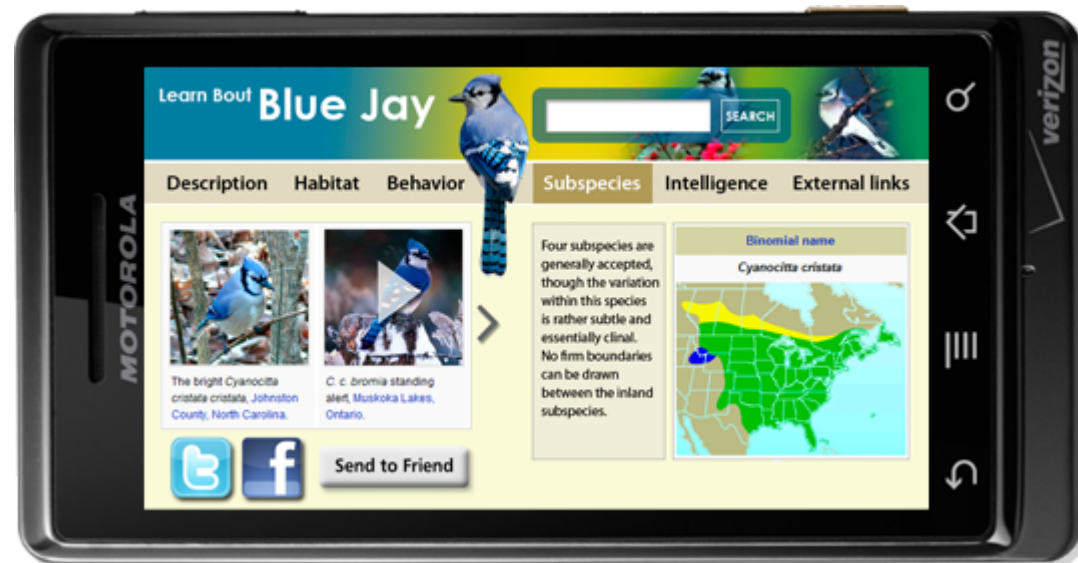 Learn Bout Blue Jay
SEARCH
Description Habitat Behavior Subspecies Intelligence External links
The bright Cyanocitta
cristata cristata, Johnston
County, North Carolina.
C. c. bromia standing
alert, Muskoka Lakes,
Ontario.
Send to Friend
Four subspecies are
generally accepted,
though the variation
within this species
is rather subtle and
essentially clinal.
No firm boundaries
can be drawn
between the inland
subspecies.
Binomial name
Cyanocitta cristata
MOTOROLA
verizon